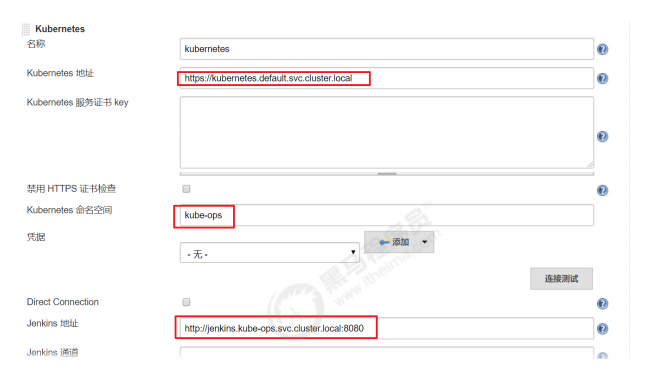 Kubernetes
名称
kubernetes
Kubernetes 地址
https://kubernetes.default.svc.cluster.local
Kubernetes 服务证书 key
禁用 HTTPS 证书检查
Kubernetes 命名空间
kube-ops
凭据
- 无 -
添加
连接测试
Direct Connection
Jenkins 地址
http://jenkins.kube-ops.svc.cluster.local:8080
Jenkins 通道
黑马程序员
www.itheima.com